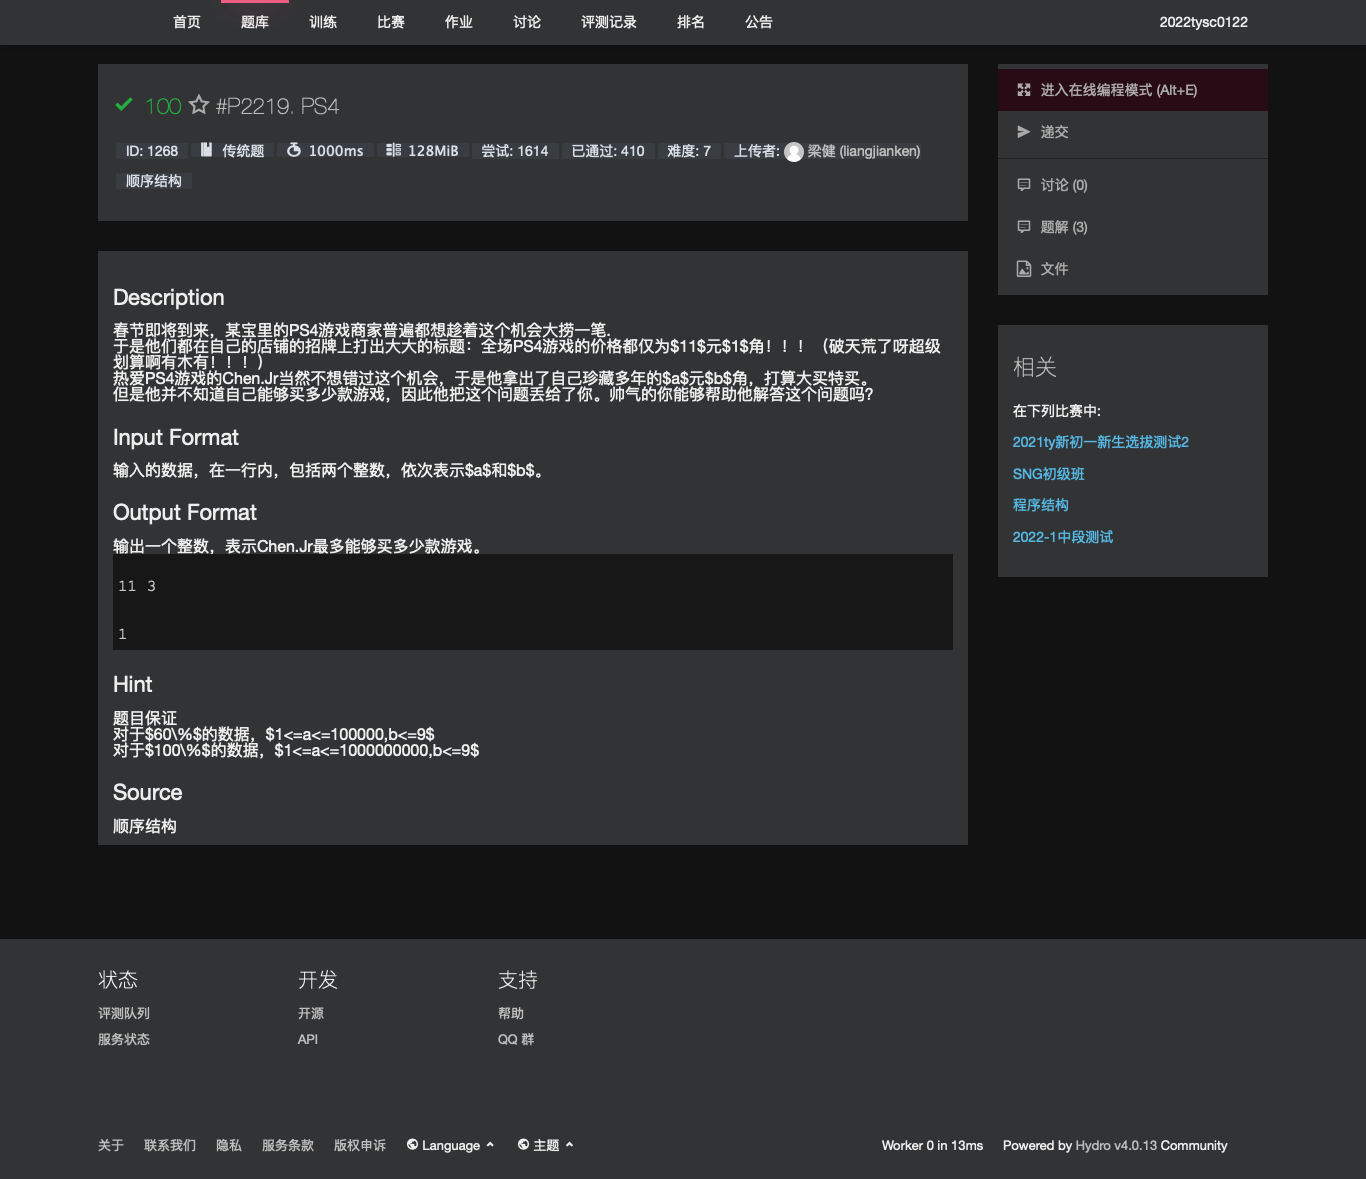 首页 题库 训练 比赛 作业 讨论 评测记录 排名 公告 2022tysc0122
100 #P2219. PS4
ID: 1268 传统题 1000ms 128MiB 尝试: 1614 已通过: 410 难度: 7 上传者: 梁健 (liangjianken)
顺序结构
Description
春节即将到来，某宝里的PS4游戏商家普遍都想趁着这个机会大捞一笔.
于是他们都在自己的店铺的招牌上打出大大的标题：全场PS4游戏的价格都仅为$11$元$1$角！！！（破天荒了呀超级
划算啊有木有！！！）
热爱PS4游戏的Chen.Jr当然不想错过这个机会，于是他拿出了自己珍藏多年的$a$元$b$角，打算大买特买。
但是他并不知道自己能够买多少款游戏，因此他把这个问题丢给了你。帅气的你能够帮助他解答这个问题吗？
Input Format
输入的数据，在一行内，包括两个整数，依次表示$a$和$b$。
Output Format
输出一个整数，表示Chen.Jr最多能够买多少款游戏。
11 3
1
Hint
题目保证
对于$60\%$的数据，$1<=a<=100000,b<=9$
对于$100\%$的数据，$1<=a<=1000000000,b<=9$
Source
顺序结构
进入在线编程模式 (Alt+E)
递交
讨论 (0)
题解 (3)
文件
相关
在下列比赛中:
2021ty新初一新生选拔测试2
SNG初级班
程序结构
2022-1中段测试
状态 开发 支持
评测队列 开源 帮助
服务状态 API QQ 群
关于 联系我们 隐私 服务条款 版权申诉 Language 主题 Worker 0 in 13ms Powered by Hydro v4.0.13 Community